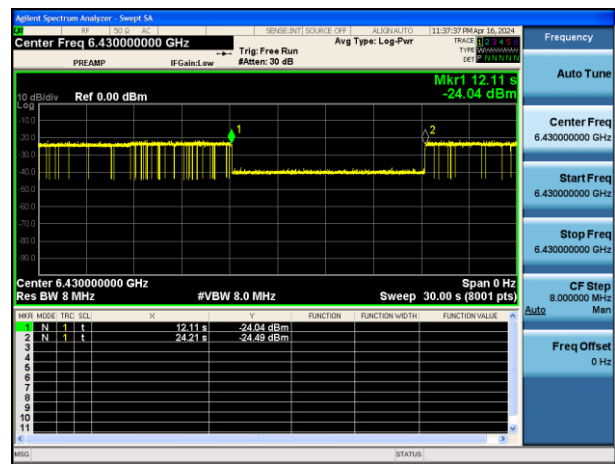 Agilent Spectrum Analyzer - Swept SA
RF 50 Ω AC SENSE:INT SOURCE OFF ALIGNAUTO 11:37:37 PM Apr 16, 2024
Center Freq 6.430000000 GHz
PREAMP IFGain:Low
Trig: Free Run
#Atten: 30 dB
Avg Type: Log-Pwr
TRACE 1 2 3 4 5 6
TYPE
DET P N N N N N
Mkr1 12.11 s
-24.04 dBm
10 dB/div Ref 0.00 dBm
Log
-10.0
-20.0
-30.0
-40.0
-50.0
-60.0
-70.0
-80.0
-90.0
1
2
Center 6.430000000 GHz
Res BW 8 MHz
#VBW 8.0 MHz
Span 0 Hz
Sweep 30.00 s (8001 pts)
MKR MODE TRC SCL X Y FUNCTION FUNCTION WIDTH FUNCTION VALUE
1 N 1 t 12.11 s -24.04 dBm
2 N 1 t 24.21 s -24.49 dBm
3
4
5
6
7
8
9
10
11
MSG
STATUS
Frequency
Auto Tune
Center Freq
6.430000000 GHz
Start Freq
6.430000000 GHz
Stop Freq
6.430000000 GHz
CF Step
8.000000 MHz
Auto Man
Freq Offset
0 Hz